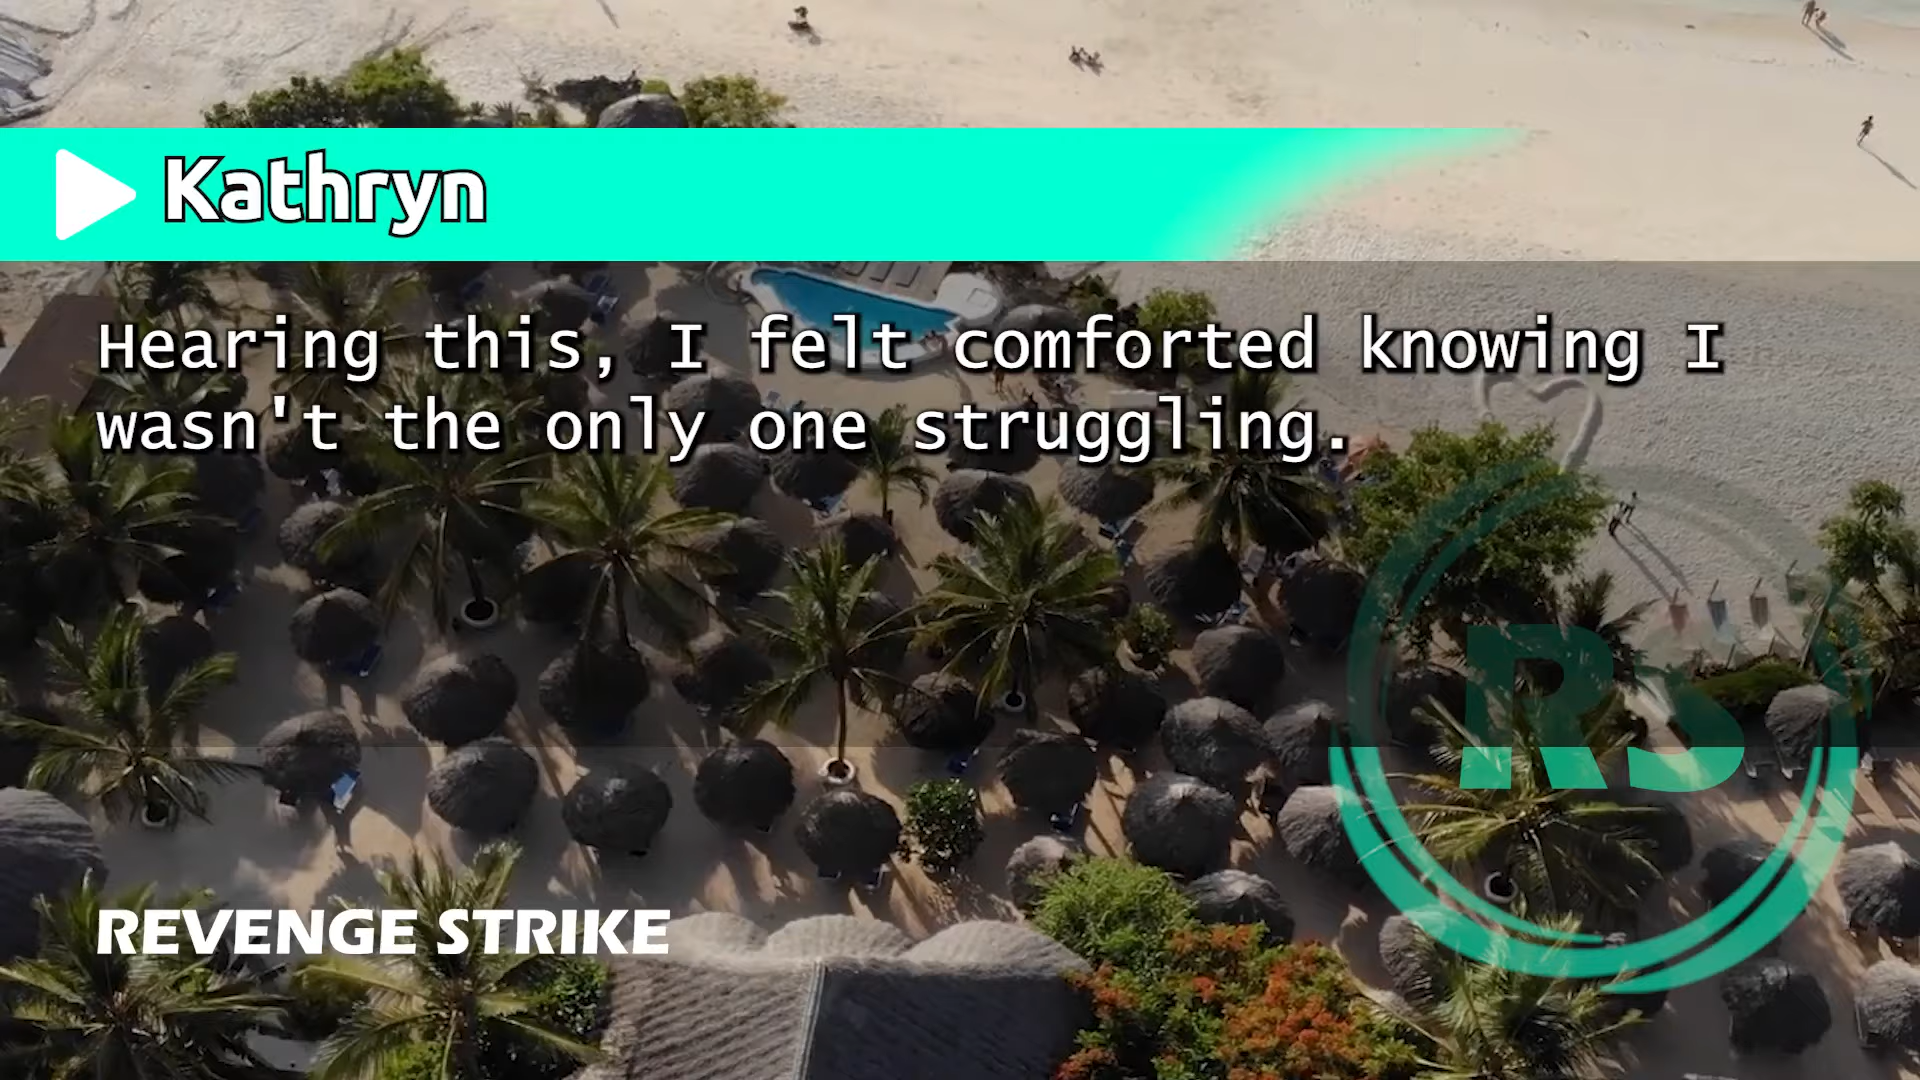 Kathryn
Hearing this, I felt comforted knowing I
wasn't the only one struggling.
RS
REVENGE STRIKE